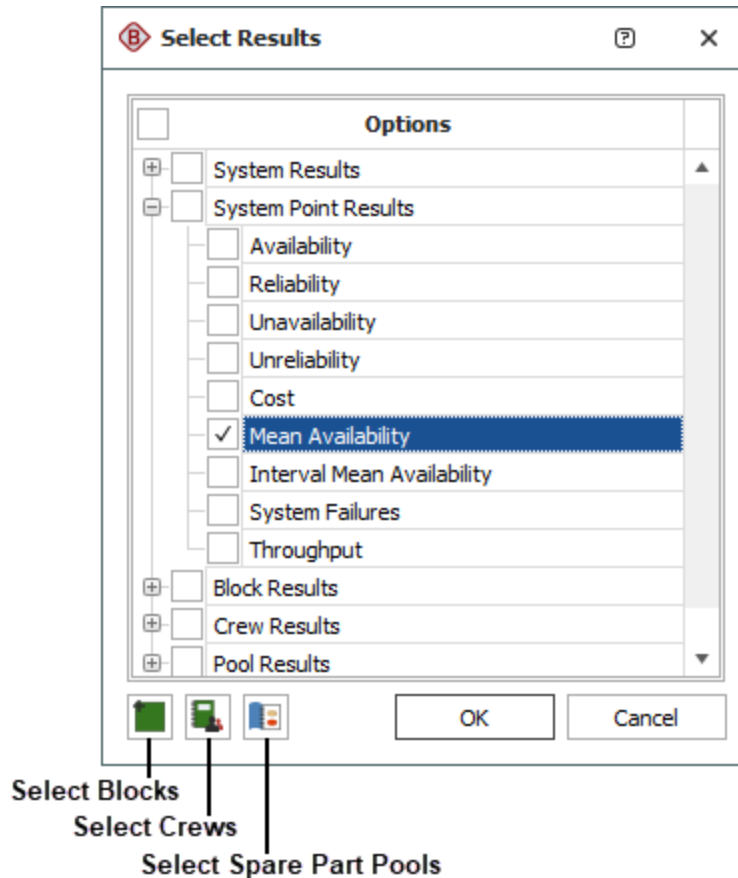 B Select Results ?
Options
System Results
System Point Results
Availability
Reliability
Unavailability
Unreliability
Cost
Mean Availability
Interval Mean Availability
System Failures
Throughput
Block Results
Crew Results
Pool Results
OK Cancel
Select Blocks
Select Crews
Select Spare Part Pools